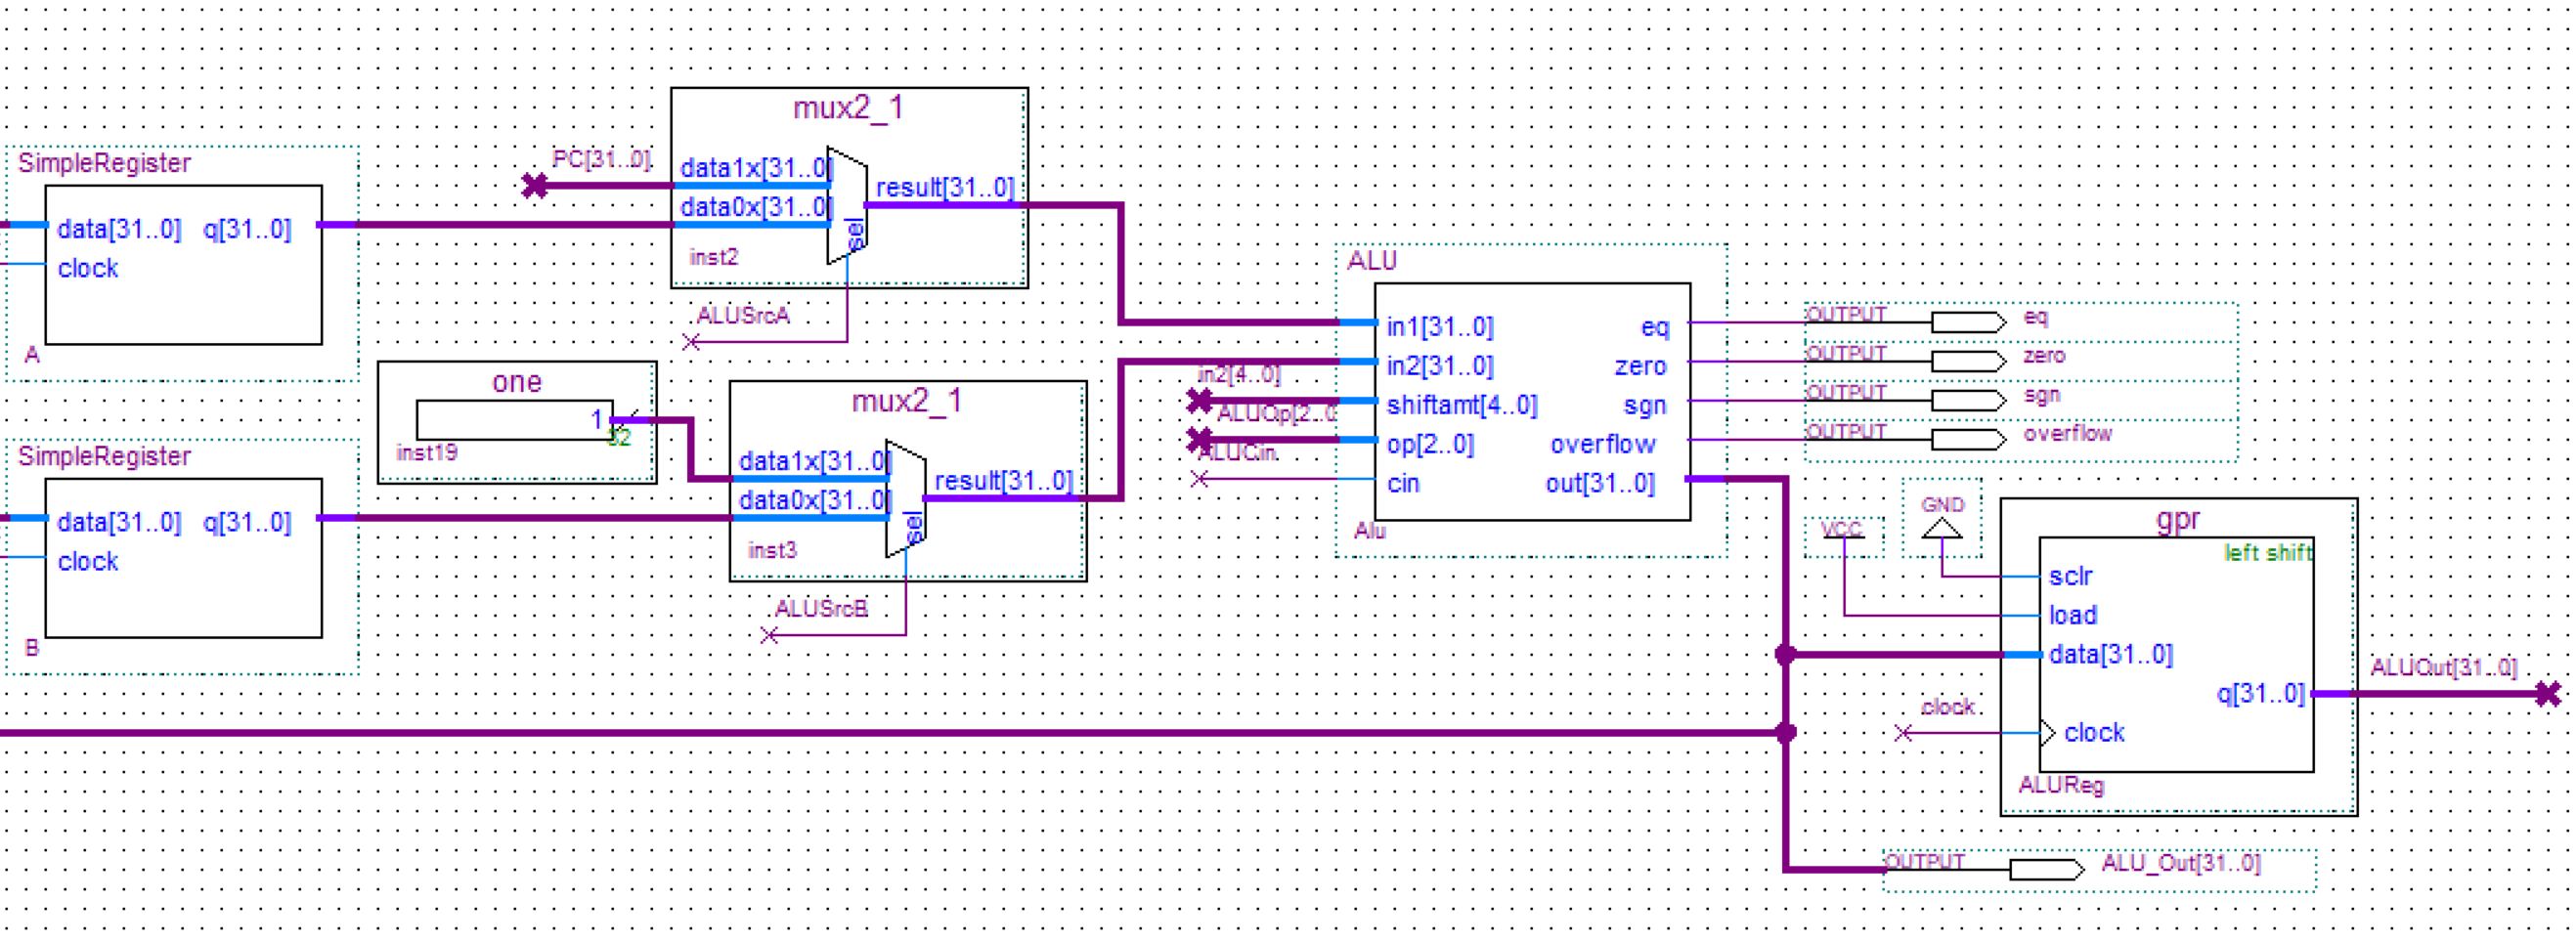 mux2_1
PC[31..0]
data1x[31..0]
data0x[31..0]
result[31..0]
sel
inst2
ALUSrcA
SimpleRegister
data[31..0] q[31..0]
clock
A
one
1
32
inst19
mux2_1
data1x[31..0]
data0x[31..0]
result[31..0]
sel
inst3
ALUSrcB
SimpleRegister
data[31..0] q[31..0]
clock
B
ALU
in1[31..0] eq
in2[31..0] zero
in2[4..0]
shiftamt[4..0] sgn
ALUOp[2..0
op[2..0] overflow
ALUCin
cin out[31..0]
Alu
OUTPUT eq
OUTPUT zero
OUTPUT sgn
OUTPUT overflow
VCC
GND
gpr
left shift
sclr
load
data[31..0]
q[31..0]
ALUOut[31..0]
clock
clock
ALUReg
OUTPUT ALU_Out[31..0]